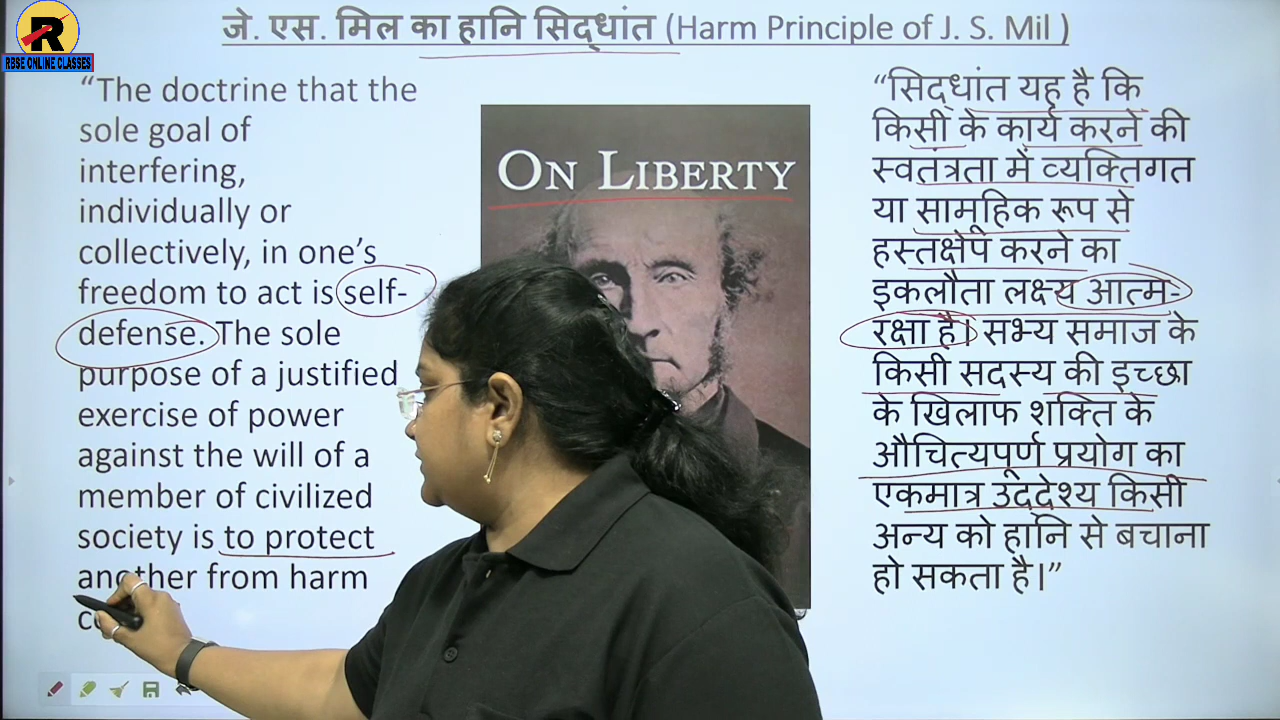 R
RBSE ONLINE CLASSES
जे. एस. मिल का हानि सिद्धांत (Harm Principle of J. S. Mil )
“The doctrine that the
sole goal of
interfering,
individually or
collectively, in one’s
freedom to act is self-
defense. The sole
purpose of a justified
exercise of power
against the will of a
member of civilized
society is to protect
another from harm
ON LIBERTY
“सिद्धांत यह है कि
किसी के कार्य करने की
स्वतंत्रता में व्यक्तिगत
या सामूहिक रूप से
हस्तक्षेप करने का
इकलौता लक्ष्य आत्म-
रक्षा है। सभ्य समाज के
किसी सदस्य की इच्छा
के खिलाफ शक्ति के
औचित्यपूर्ण प्रयोग का
एकमात्र उद्देश्य किसी
अन्य को हानि से बचाना
हो सकता है।”